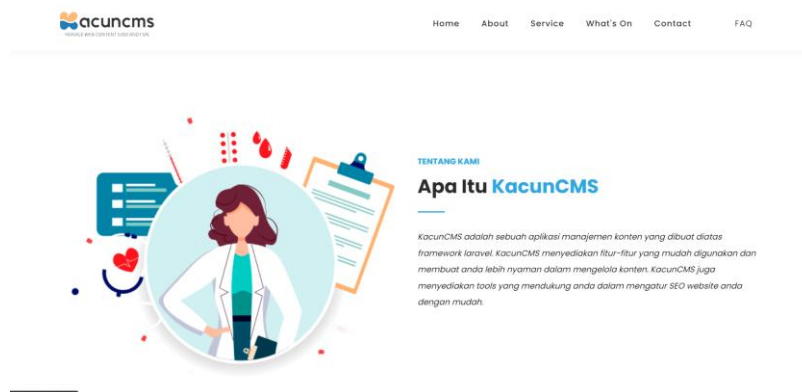 acuncms
Home About Service What's On Contact FAQ
TENTANG KAMI
Apa Itu KacunCMS
KacunCMS adalah sebuah aplikasi manajemen konten yang dibuat diatas
framework laravel. KacunCMS menyediakan fitur-fitur yang mudah digunakan dan
membuat anda lebih nyaman dalam mengelola konten. KacunCMS juga
menyediakan tools yang mendukung anda dalam mengatur SEO website anda
dengan mudah.